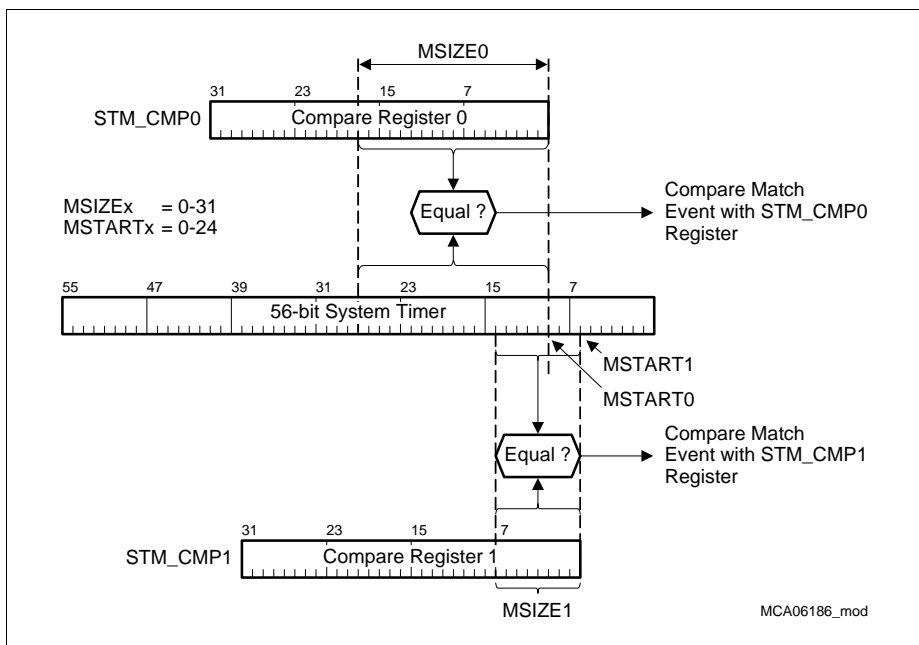 MSIZE0
31 23 15 7
STM_CMP0 Compare Register 0
MSIZEx = 0-31
MSTARTx = 0-24
Equal ?
Compare Match
Event with STM_CMP0
Register
55 47 39 31 23 15 7
56-bit System Timer
MSTART1
MSTART0
Equal ?
Compare Match
Event with STM_CMP1
Register
31 23 15 7
STM_CMP1 Compare Register 1
MSIZE1
MCA06186_mod